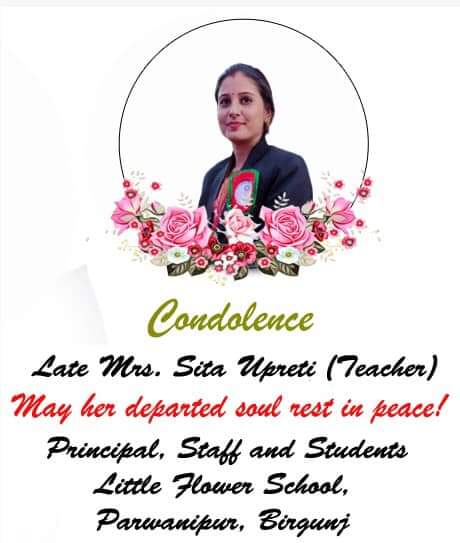 Condolence
Late Mrs. Sita Upreti (Teacher)
May her departed soul rest in peace!
Principal, Staff and Students
Little Flower School,
Parwanipur, Birgunj